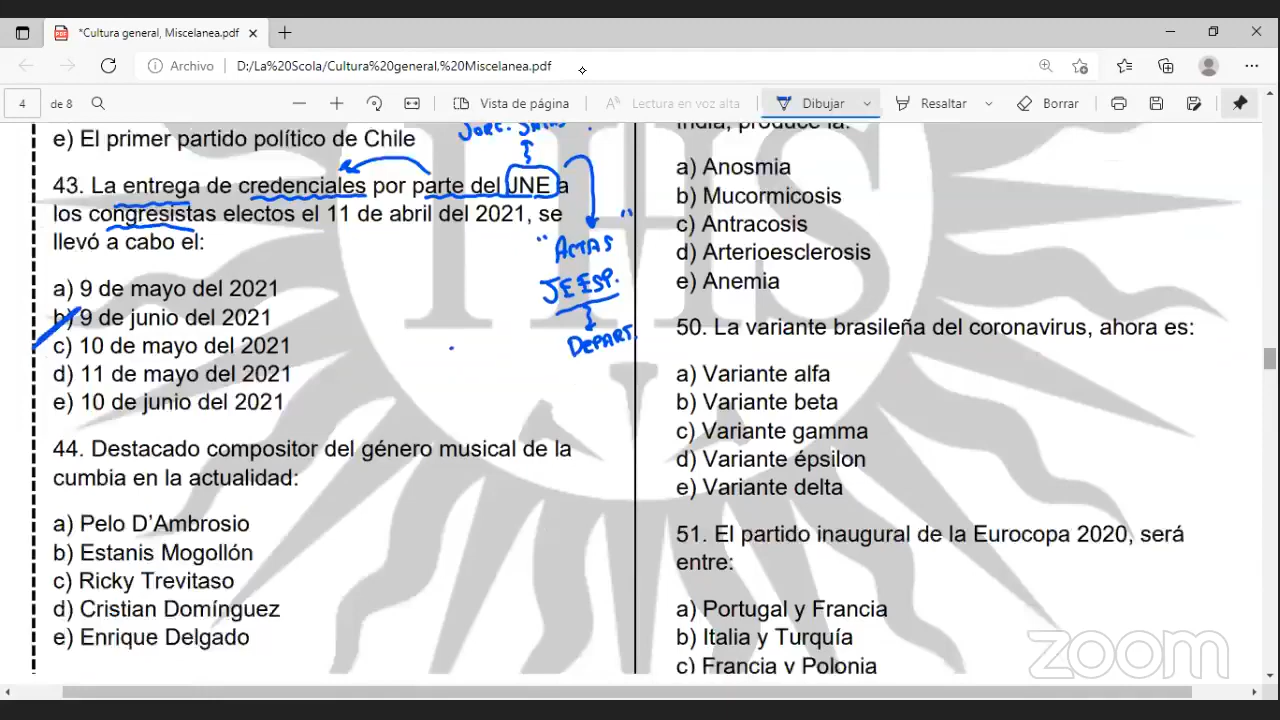 *Cultura general, Miscelanea.pdf
Archivo D:/La%20Scola/Cultura%20general,%20Miscelanea.pdf
4 de 8 Vista de página Lectura en voz alta Dibujar Resaltar Borrar
e) El primer partido político de Chile
43. La entrega de credenciales por parte del JNE a
los congresistas electos el 11 de abril del 2021, se
llevó a cabo el:
"ACTAS"
JEESP.
DEPART.
a) 9 de mayo del 2021
b) 9 de junio del 2021
c) 10 de mayo del 2021
d) 11 de mayo del 2021
e) 10 de junio del 2021
44. Destacado compositor del género musical de la
cumbia en la actualidad:
a) Pelo D'Ambrosio
b) Estanis Mogollón
c) Ricky Trevitaso
d) Cristian Domínguez
e) Enrique Delgado
India, produce la:
a) Anosmia
b) Mucormicosis
c) Antracosis
d) Arterioesclerosis
e) Anemia
50. La variante brasileña del coronavirus, ahora es:
a) Variante alfa
b) Variante beta
c) Variante gamma
d) Variante épsilon
e) Variante delta
51. El partido inaugural de la Eurocopa 2020, será
entre:
a) Portugal y Francia
b) Italia y Turquía
c) Francia y Polonia
zoom